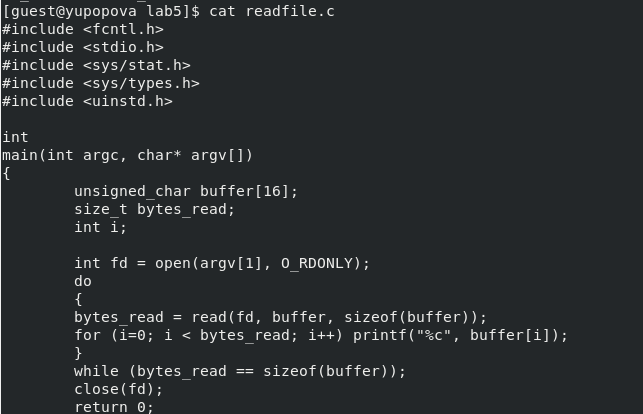 [guest@yupopova lab5]$ cat readfile.c
#include <fcntl.h>
#include <stdio.h>
#include <sys/stat.h>
#include <sys/types.h>
#include <uinstd.h>
int
main(int argc, char* argv[])
{
unsigned_char buffer[16];
size_t bytes_read;
int i;
int fd = open(argv[1], O_RDONLY);
do
{
bytes_read = read(fd, buffer, sizeof(buffer));
for (i=0; i < bytes_read; i++) printf("%c", buffer[i]);
}
while (bytes_read == sizeof(buffer));
close(fd);
return 0;